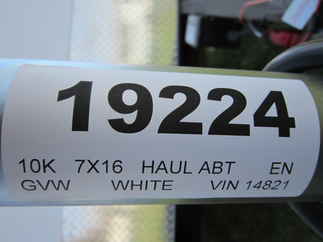 19224
10K 7X16 HAUL ABT EN
GVW WHITE VIN 14821